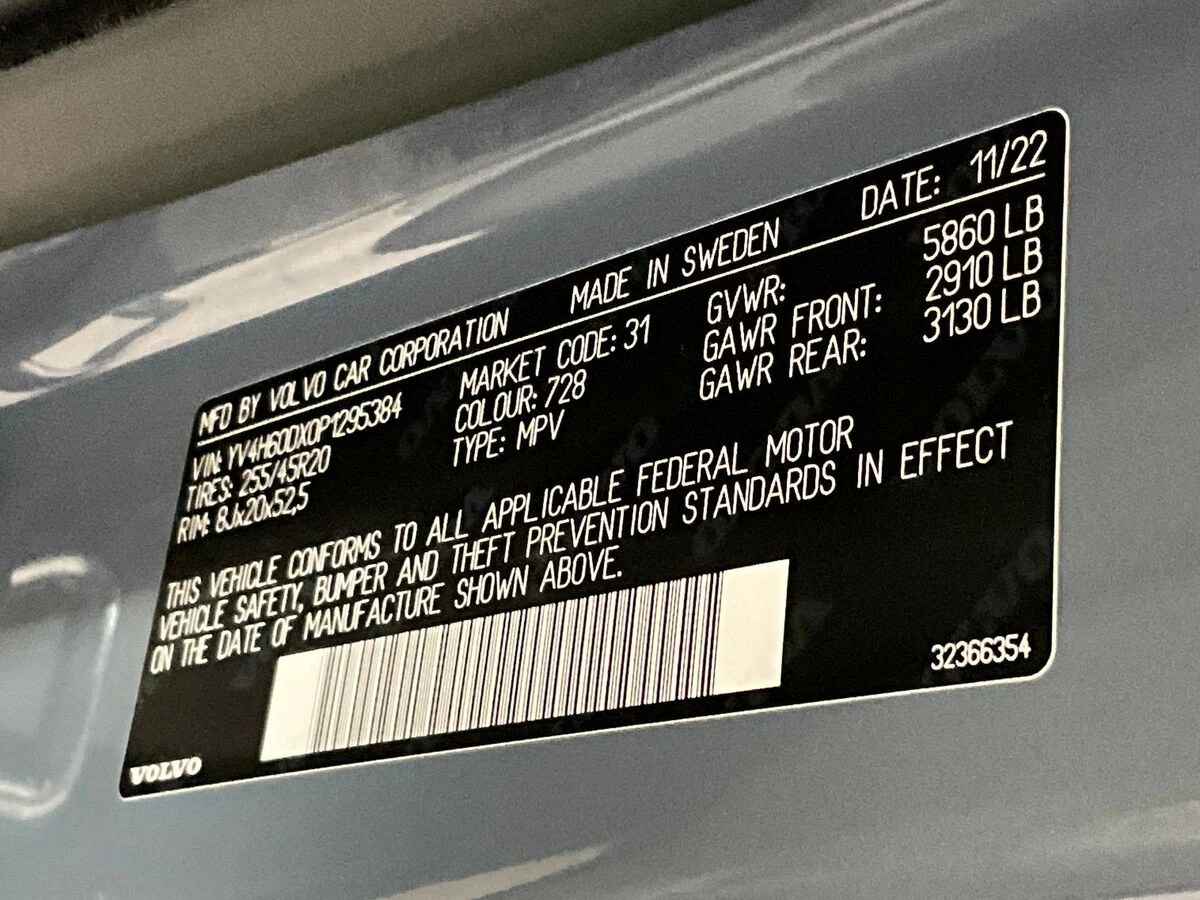 MFD BY VOLVO CAR CORPORATION MADE IN SWEDEN DATE: 11/22
VIN: YV4H60DX0P1295384 MARKET CODE: 31 GVWR: 5860 LB
TIRES: 255/45R20 COLOUR: 728 GAWR FRONT: 2910 LB
RIM: 8Jx20x52,5 TYPE: MPV GAWR REAR: 3130 LB
THIS VEHICLE CONFORMS TO ALL APPLICABLE FEDERAL MOTOR
VEHICLE SAFETY, BUMPER AND THEFT PREVENTION STANDARDS IN EFFECT
ON THE DATE OF MANUFACTURE SHOWN ABOVE.
32366354
VOLVO